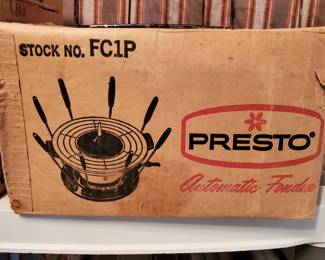 STOCK NO. FC1P
PRESTO®
Automatic Fondue